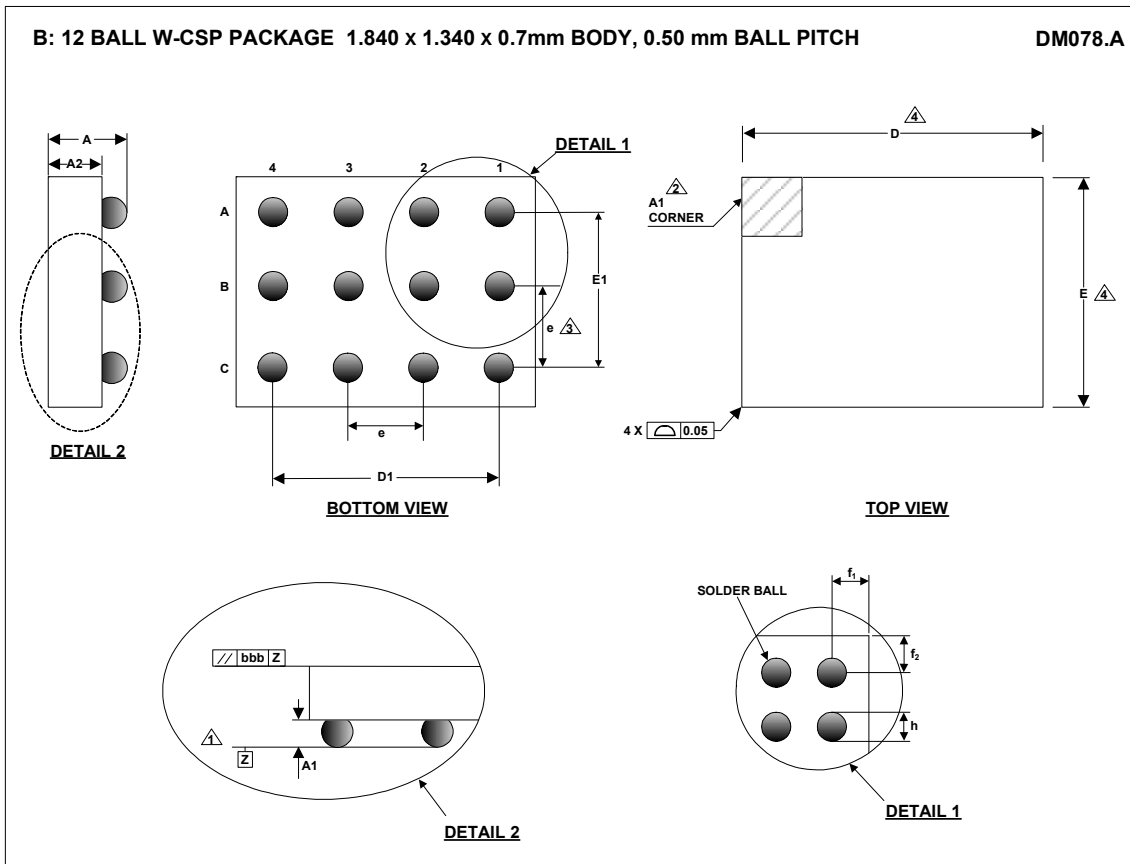 B: 12 BALL W-CSP PACKAGE 1.840 x 1.340 x 0.7mm BODY, 0.50 mm BALL PITCH
DM078.A
A
A2
DETAIL 2
DETAIL 1
4 3 2 1
A
B
C
E1
e 3
e
D1
BOTTOM VIEW
4
D
2
A1
CORNER
E 4
4 X 0.05
TOP VIEW
// bbb Z
1
Z
A1
DETAIL 2
SOLDER BALL
f₁
f₂
h
DETAIL 1